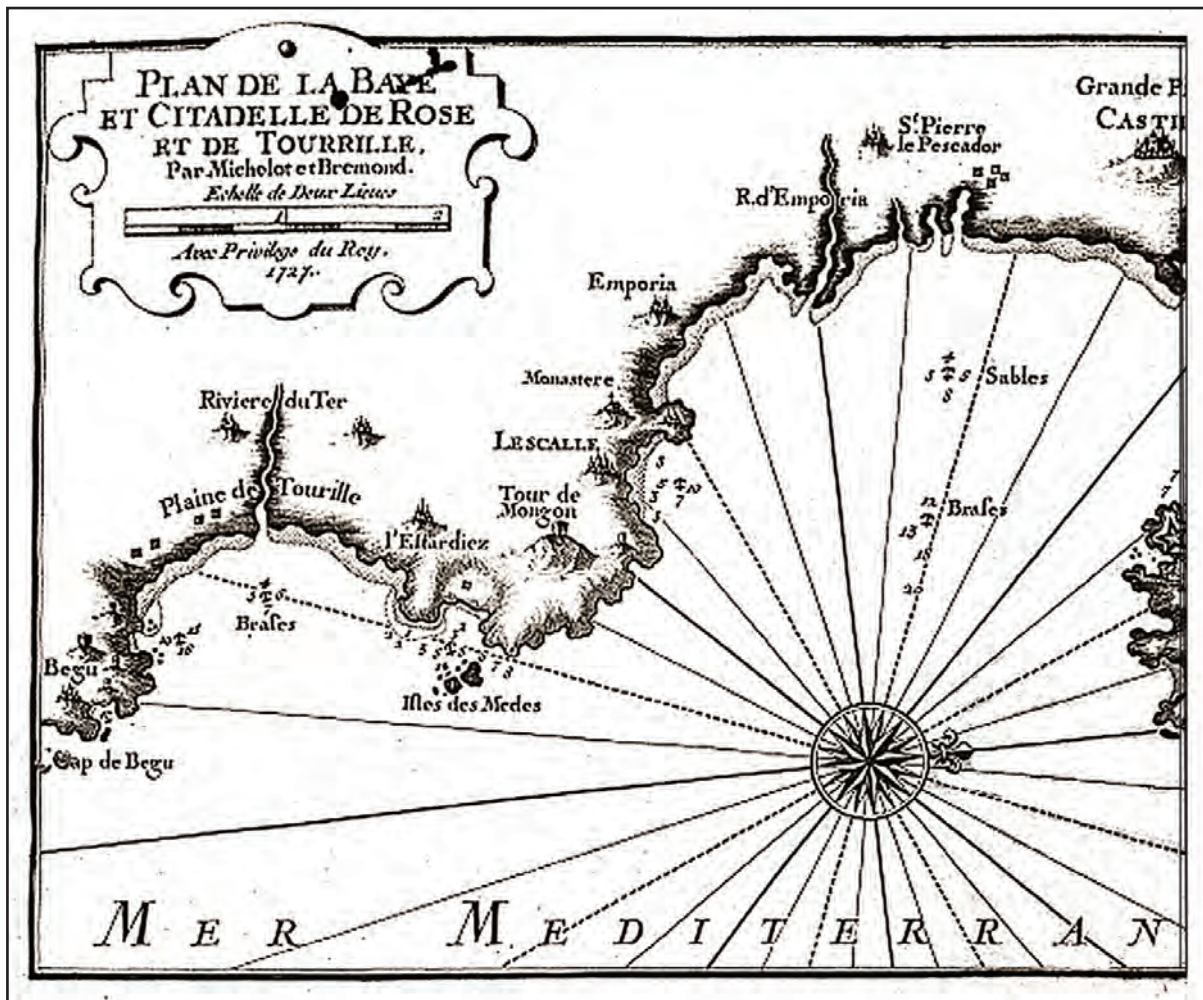 PLAN DE LA BAYE
ET CITADELLE DE ROSE
ET DE TOURRILLE,
Par Michelot et Bremond.
Echelle de Deux Lieues
1 2
Avec Privilege du Roy.
1727.
Grande P
CASTIL
St. Pierre
le Pescador
R. d'Emporia
Emporia
Monastere
LESCALLE
Tour de
Mongon
Riviere du Ter
Plaine de Tourille
l'Estardiez
Brases
Begu
Cap de Begu
Isles des Medes
Sables
Brases
MER MEDITERRAN